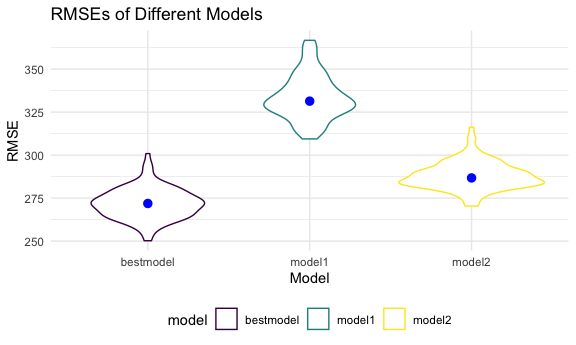 RMSEs of Different Models
RMSE
350
325
300
275
250
bestmodel model1 model2
Model
model bestmodel model1 model2